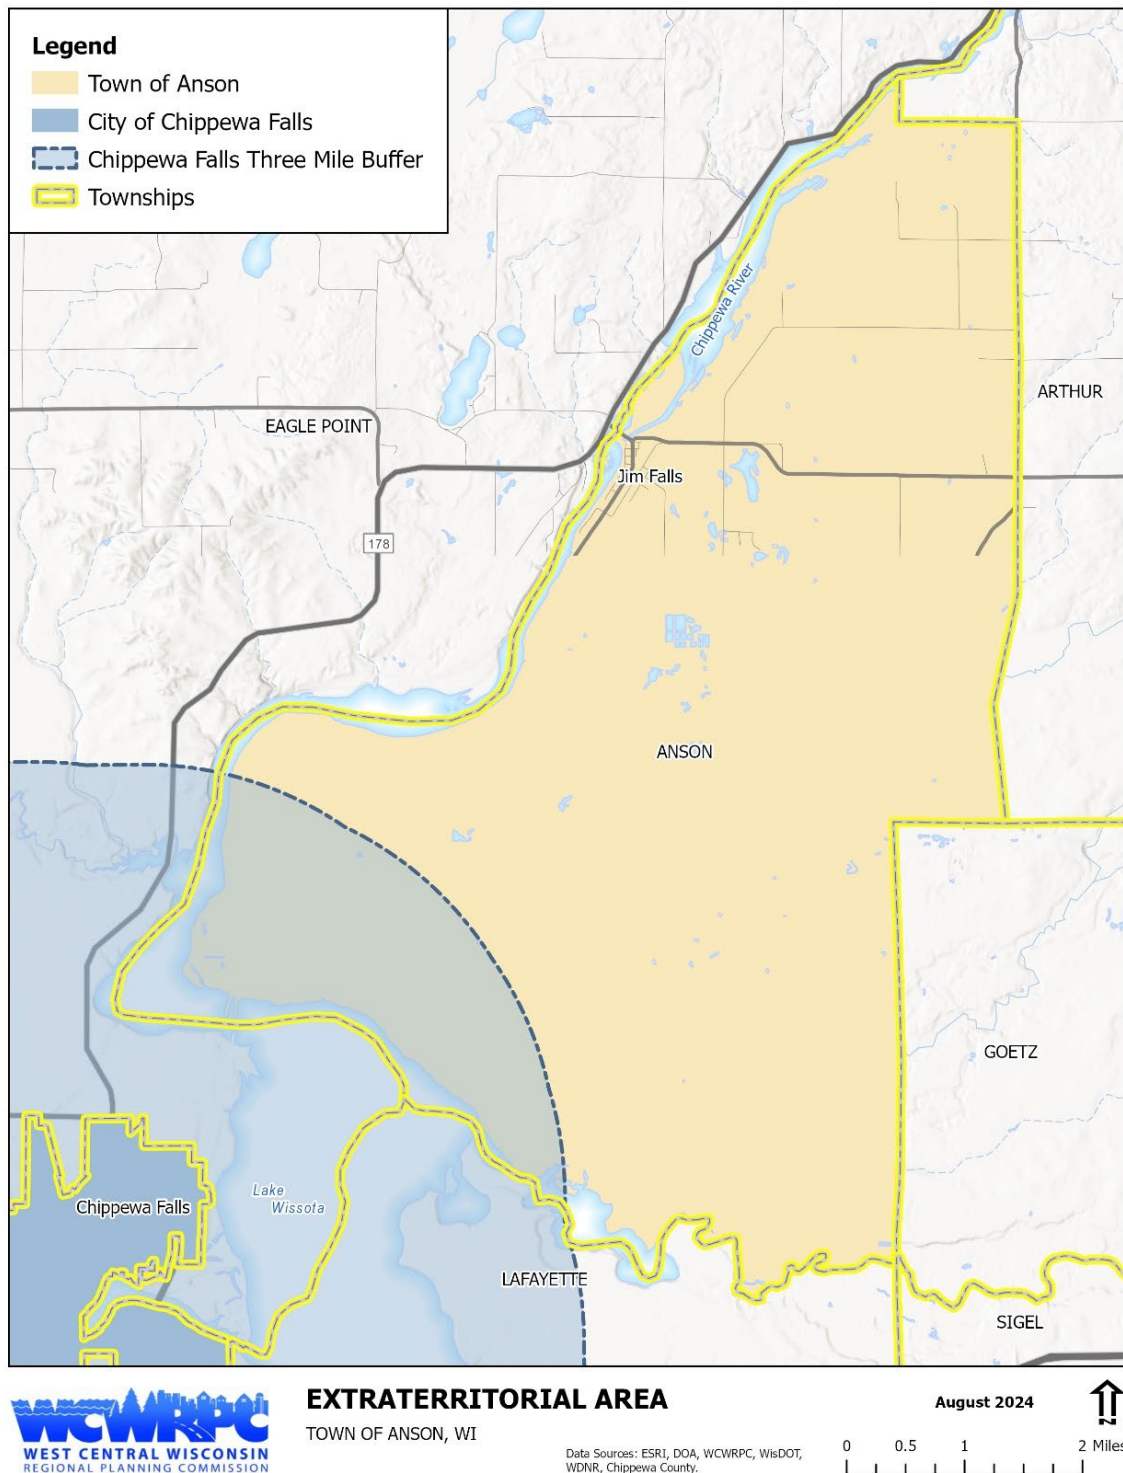 Legend
Town of Anson
City of Chippewa Falls
Chippewa Falls Three Mile Buffer
Townships
Chippewa River
ARTHUR
EAGLE POINT
Jim Falls
178
ANSON
GOETZ
Chippewa Falls
Lake
Wissota
LAFAYETTE
SIGEL
WCWRPC
WEST CENTRAL WISCONSIN
REGIONAL PLANNING COMMISSION
EXTRATERRITORIAL AREA
TOWN OF ANSON, WI
Data Sources: ESRI, DOA, WCWRPC, WisDOT,
WDNR, Chippewa County.
August 2024
N
0 0.5 1 2 Miles